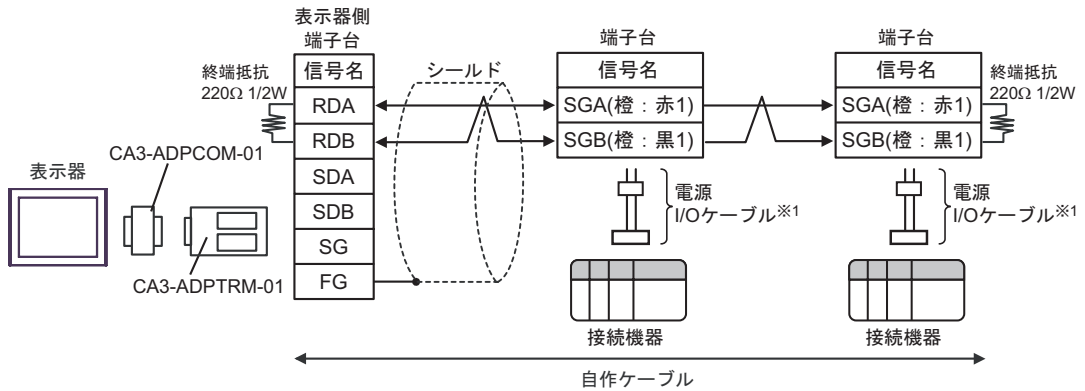 表示器側
端子台
信号名
RDA
RDB
SDA
SDB
SG
FG
終端抵抗
220Ω 1/2W
シールド
端子台
信号名
SGA(橙：赤1)
SGB(橙：黒1)
端子台
信号名
SGA(橙：赤1)
SGB(橙：黒1)
終端抵抗
220Ω 1/2W
表示器
CA3-ADPCOM-01
CA3-ADPTRM-01
電源
I/Oケーブル※1
電源
I/Oケーブル※1
接続機器
接続機器
自作ケーブル